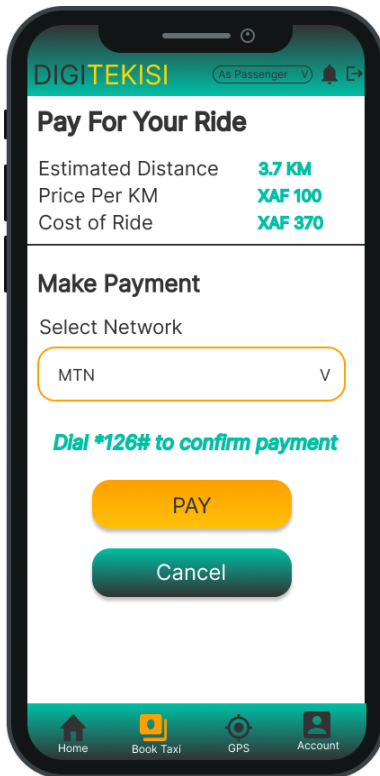 DIGITEKISI
As Passenger V
Pay For Your Ride
Estimated Distance 3.7 KM
Price Per KM XAF 100
Cost of Ride XAF 370
Make Payment
Select Network
MTN V
Dial *126# to confirm payment
PAY
Cancel
Home Book Taxi GPS Account